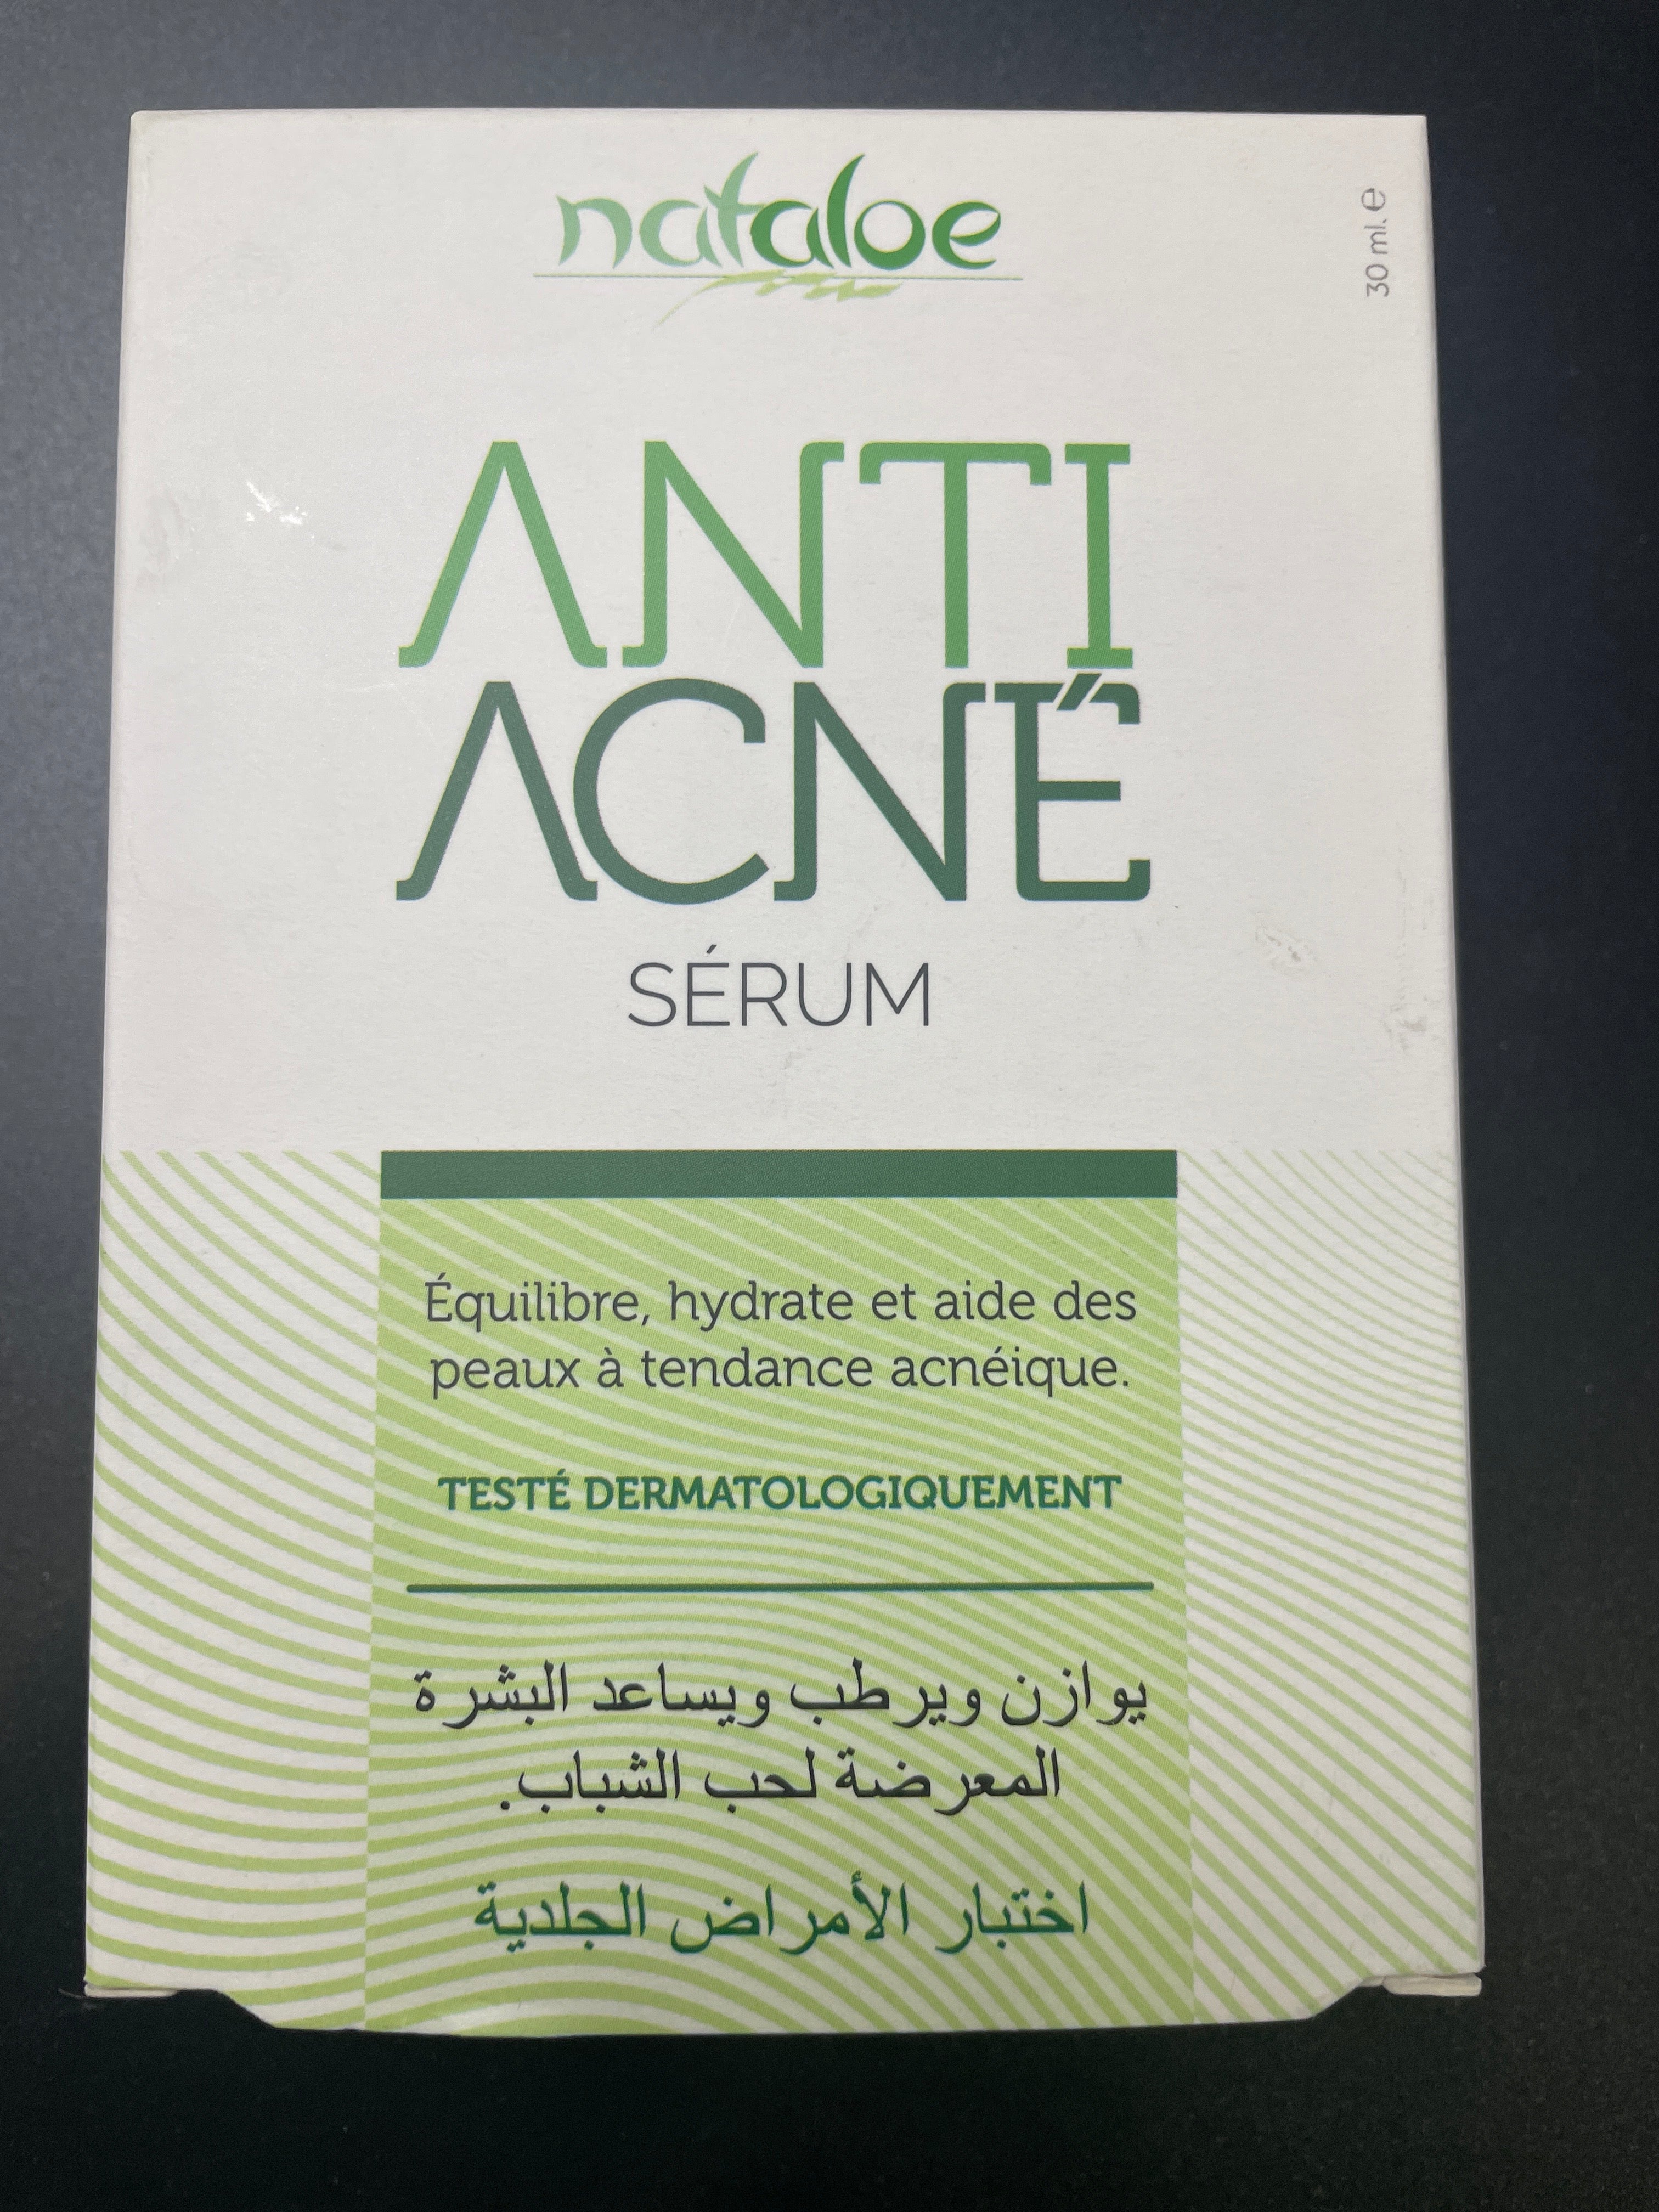 nataloe
30 ml. ℮
ANTI
ACNÉ
SÉRUM
Équilibre, hydrate et aide des
peaux à tendance acnéique.
TESTÉ DERMATOLOGIQUEMENT
يوازن ويرطب ويساعد البشرة
المعرضة لحب الشباب.
اختبار الأمراض الجلدية